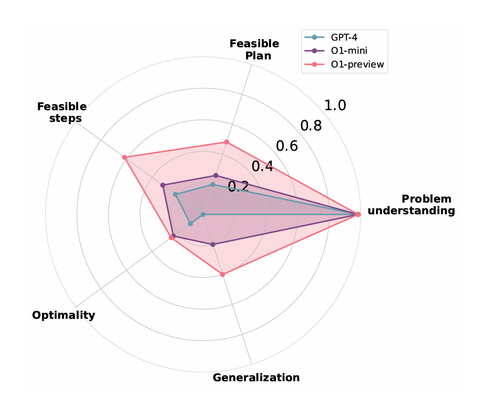 GPT-4
O1-mini
O1-preview
Feasible
Plan
Feasible
steps
1.0
0.8
0.6
0.4
0.2
Problem
understanding
Optimality
Generalization